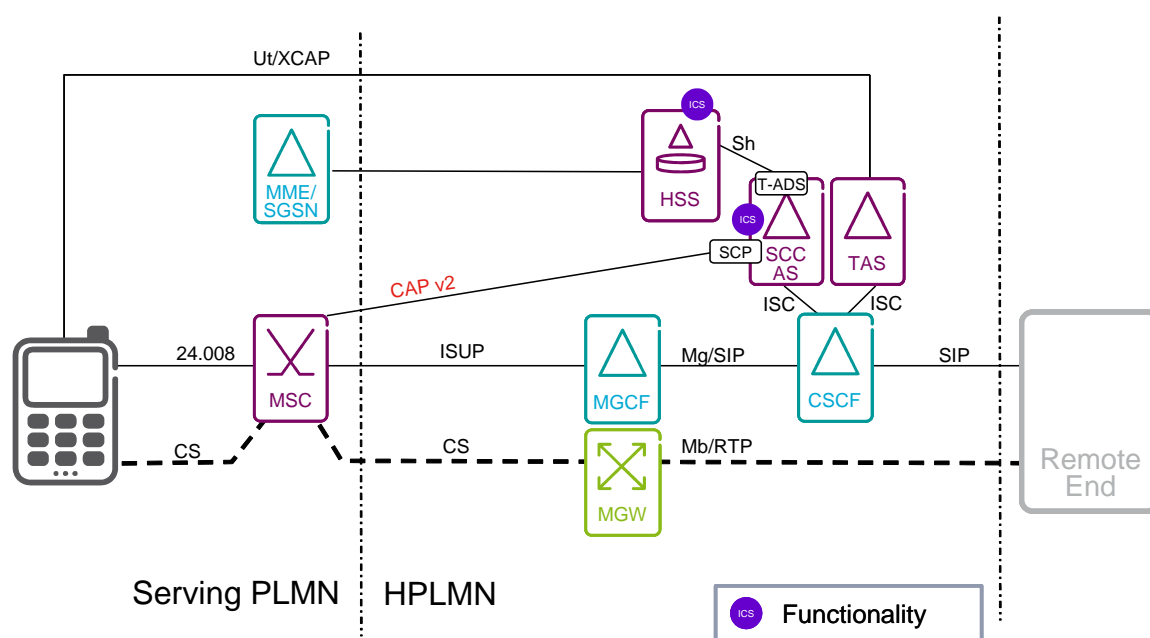 Ut/XCAP
ICS
Sh
MME/
SGSN
HSS
T-ADS
ICS
SCP
SCC
AS
TAS
CAP v2
ISC
ISC
24.008
ISUP
Mg/SIP
SIP
MSC
MGCF
CSCF
CS
CS
Mb/RTP
Remote
End
MGW
Serving PLMN
HPLMN
ICS
Functionality